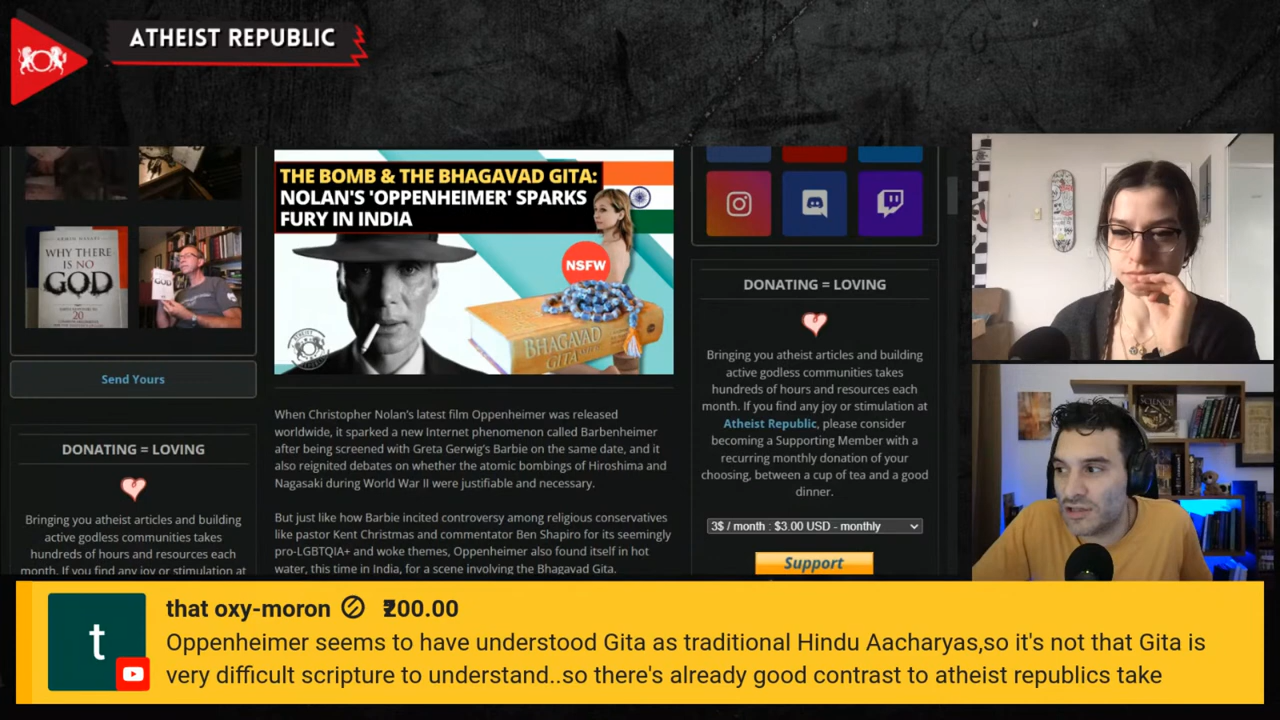 ATHEIST REPUBLIC
THE BOMB & THE BHAGAVAD GITA:
NOLAN'S 'OPPENHEIMER' SPARKS
FURY IN INDIA
NSFW
BHAGAVAD
GITA
WHY THERE
IS NO
GOD
20
Send Yours
DONATING = LOVING
Bringing you atheist articles and building
active godless communities takes
hundreds of hours and resources each
month. If you find any joy or stimulation at
When Christopher Nolan's latest film Oppenheimer was released
worldwide, it sparked a new Internet phenomenon called Barbenheimer
after being screened with Greta Gerwig's Barbie on the same date, and it
also reignited debates on whether the atomic bombings of Hiroshima and
Nagasaki during World War II were justifiable and necessary.
But just like how Barbie incited controversy among religious conservatives
like pastor Kent Christmas and commentator Ben Shapiro for its seemingly
pro-LGBTQIA+ and woke themes, Oppenheimer also found itself in hot
water, this time in India, for a scene involving the Bhagavad Gita.
DONATING = LOVING
Bringing you atheist articles and building
active godless communities takes
hundreds of hours and resources each
month. If you find any joy or stimulation at
Atheist Republic, please consider
becoming a Supporting Member with a
recurring monthly donation of your
choosing, between a cup of tea and a good
dinner.
3$ / month : $3.00 USD - monthly
Support
t
that oxy-moron ₹200.00
Oppenheimer seems to have understood Gita as traditional Hindu Aacharyas,so it's not that Gita is
very difficult scripture to understand..so there's already good contrast to atheist republics take